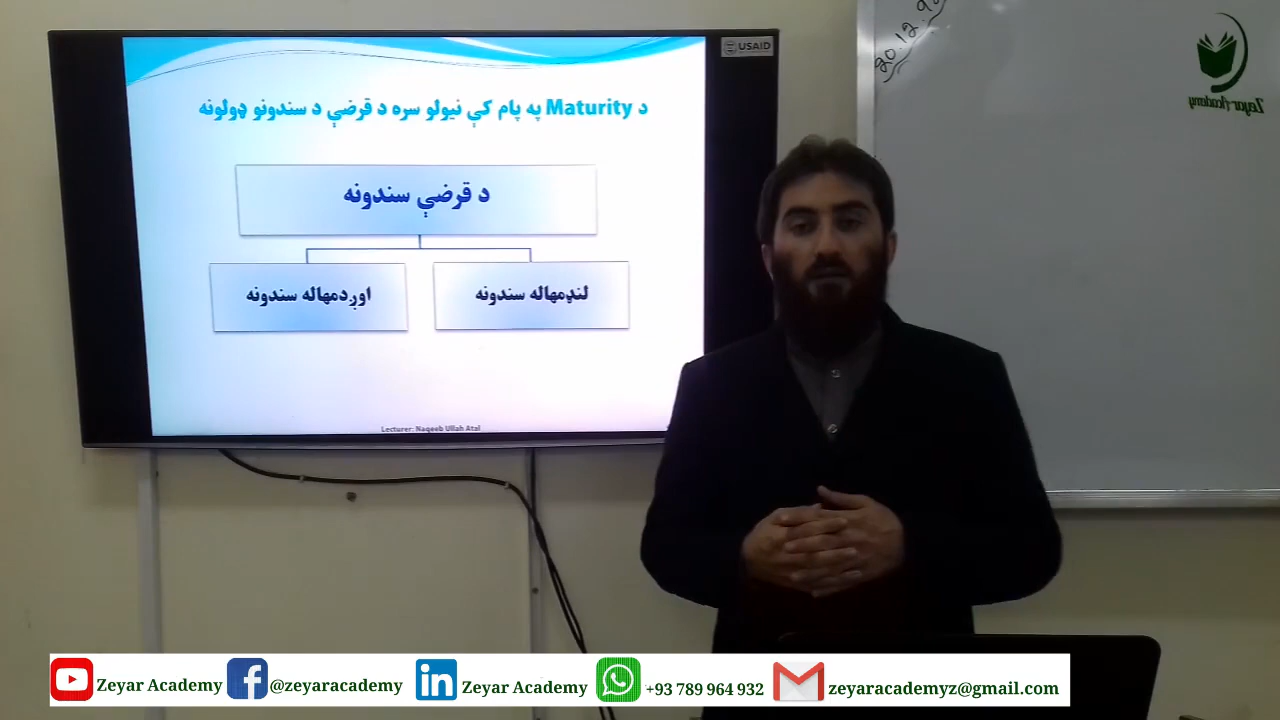 USAID
د Maturity په پام کې نیولو سره د قرضې د سندونو ډولونه
د قرضې سندونه
لنډمهاله سندونه
اوږدمهاله سندونه
Lecturer: Naqeeb Ullah Atal
Zeyar Academy
Zeyar Academy
@zeyaracademy
Zeyar Academy
+93 789 964 932
zeyaracademyz@gmail.com